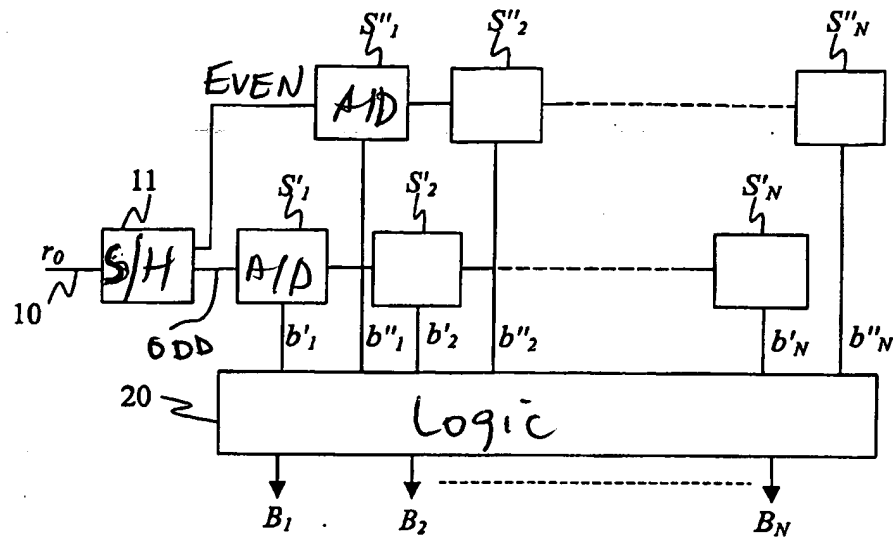 S"1 S"2 S"N
EVEN A/D
S'1 S'2 S'N
11
r0 S/H A/D
10
ODD b'1 b"1 b'2 b"2 b'N b"N
20 Logic
B1 B2 BN